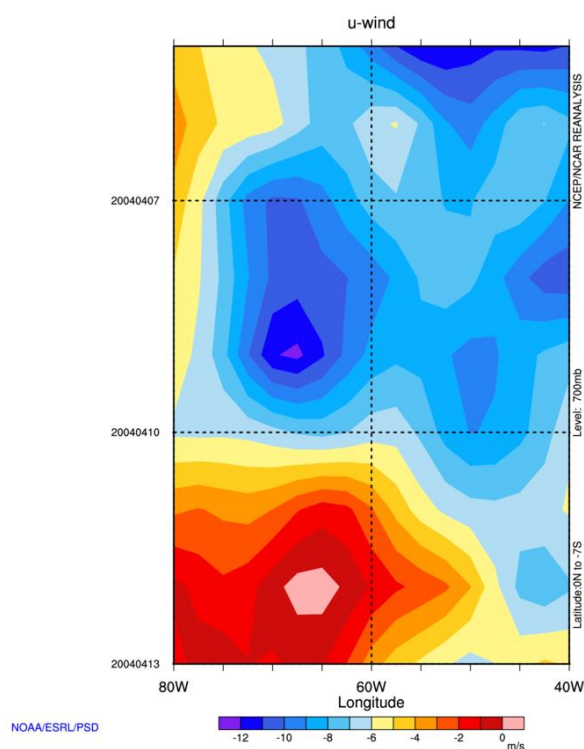 u-wind
NCEP/NCAR REANALYSIS
20040407
20040410
Level: 700mb
Latitude:0N to -7S
20040413
80W
60W
40W
Longitude
NOAA/ESRL/PSD
-12
-10
-8
-6
-4
-2
0
m/s